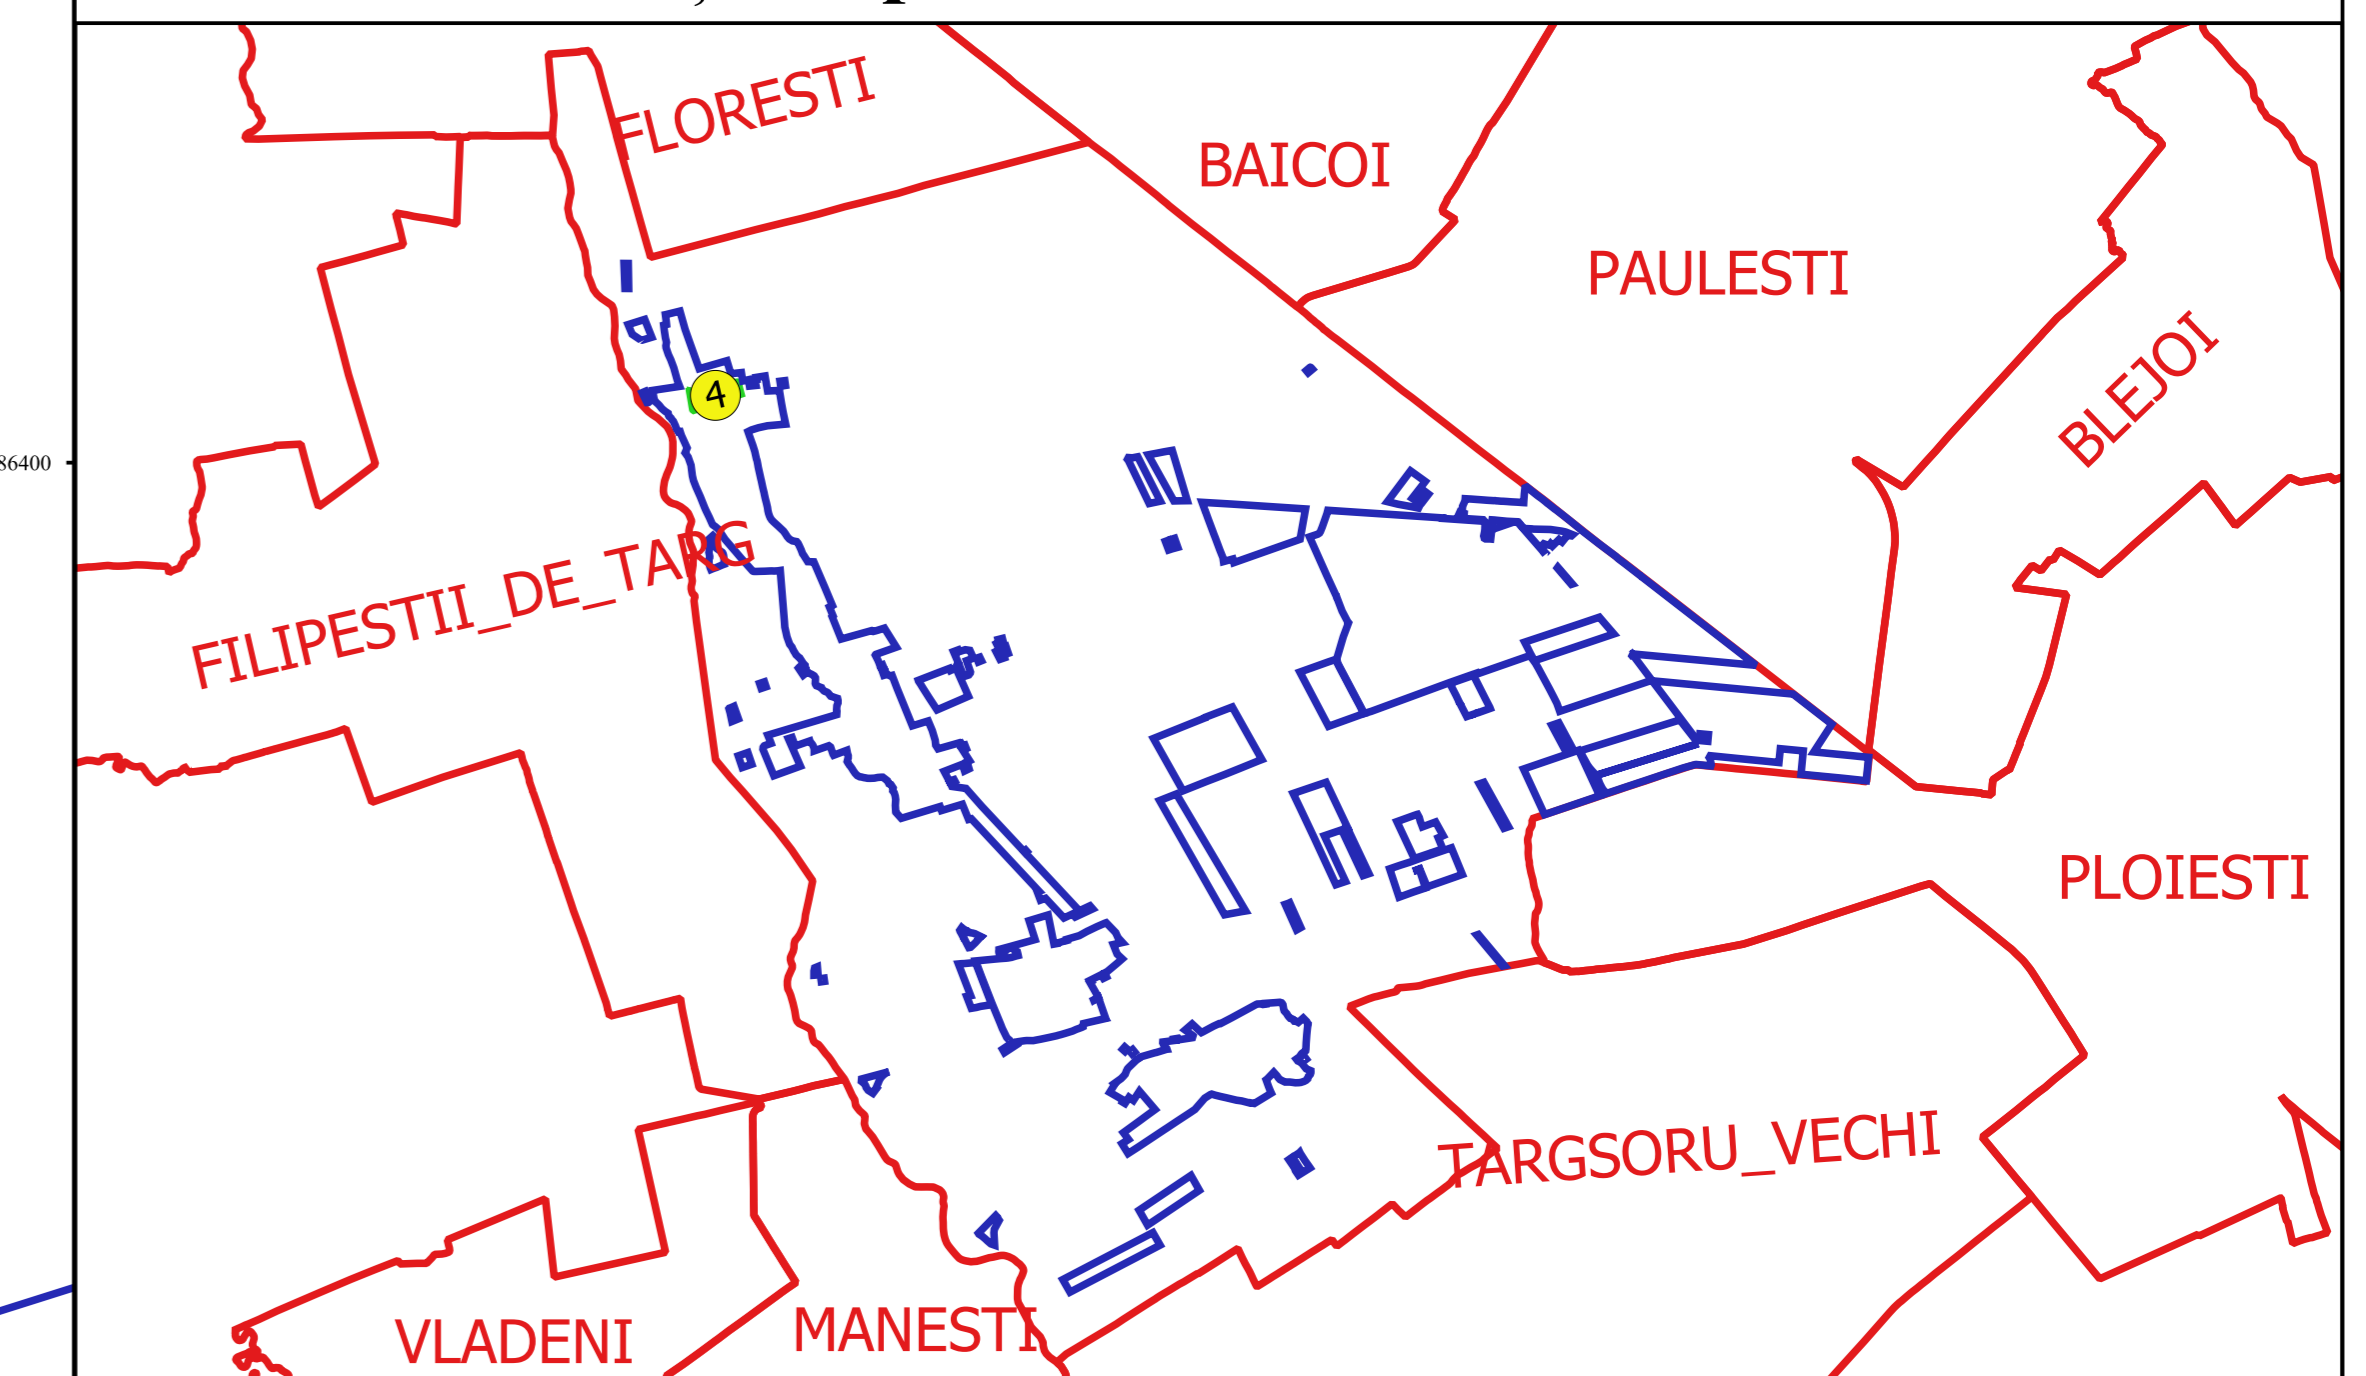 FLORESTI
BAICOI
PAULESTI
BLEJOI
4
86400
FILIPESTII_DE_TARG
PLOIESTI
TARGSORU_VECHI
MANESTI
VLADENI